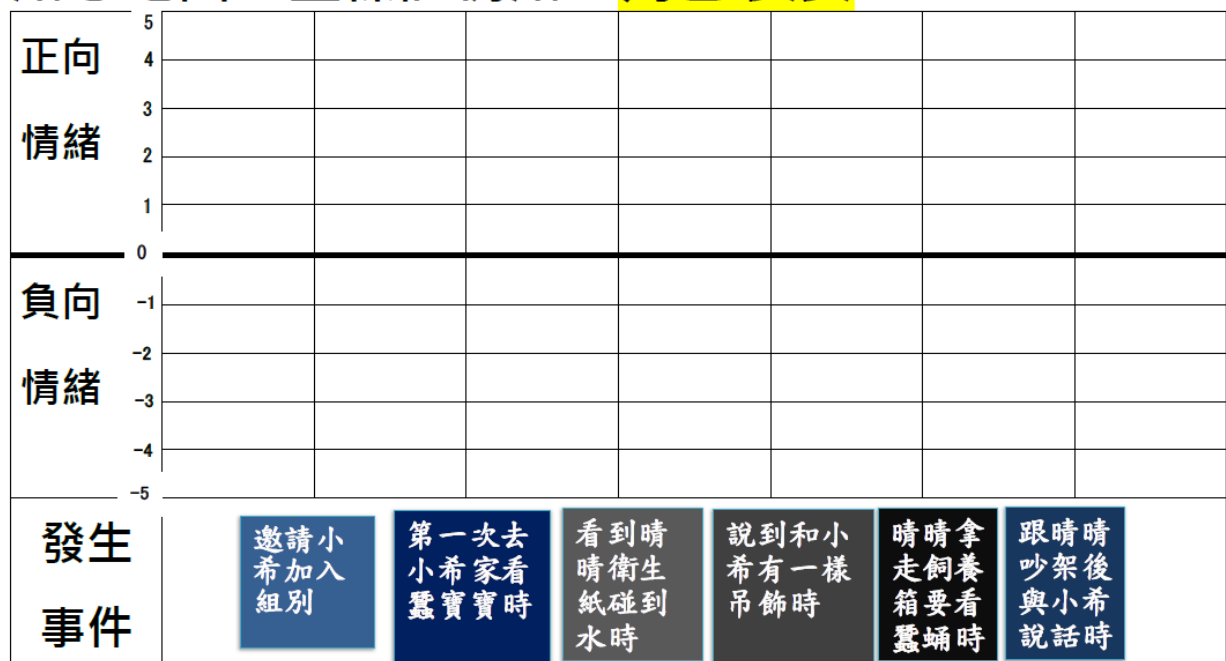 正向
情緒
5
4
3
2
1
0
負向
情緒
-1
-2
-3
-4
-5
發生
事件
邀請小
希加入
組別
第一次去
小希家看
蠶寶寶時
看到晴
晴衛生
紙碰到
水時
說到和小
希有一樣
吊飾時
晴晴拿
走飼養
箱要看
蠶蛹時
跟晴晴
吵架後
與小希
說話時